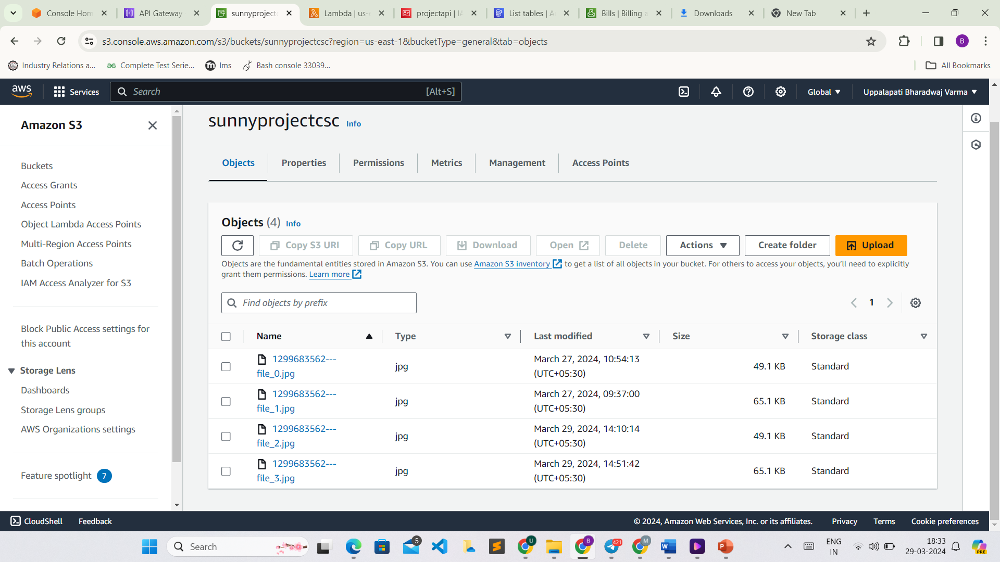 Console Hom
API Gateway
sunnyprojectc
Lambda | us-e
projectapi | IA
List tables | A
Bills | Billing a
Downloads
New Tab
s3.console.aws.amazon.com/s3/buckets/sunnyprojectcsc?region=us-east-1&bucketType=general&tab=objects
B
Industry Relations a...
Complete Test Serie...
lms
Bash console 33039...
All Bookmarks
aws
Services
Search
[Alt+S]
Global
Uppalapati Bharadwaj Varma
Amazon S3
Buckets
Access Grants
Access Points
Object Lambda Access Points
Multi-Region Access Points
Batch Operations
IAM Access Analyzer for S3
Block Public Access settings for
this account
Storage Lens
Dashboards
Storage Lens groups
AWS Organizations settings
Feature spotlight 7
sunnyprojectcsc Info
Objects
Properties
Permissions
Metrics
Management
Access Points
Objects (4) Info
Copy S3 URI
Copy URL
Download
Open
Delete
Actions
Create folder
Upload
Objects are the fundamental entities stored in Amazon S3. You can use Amazon S3 inventory to get a list of all objects in your bucket. For others to access your objects, you'll need to explicitly
grant them permissions. Learn more
Find objects by prefix
1
Name Type Last modified Size Storage class
1299683562---
file_0.jpg
jpg
March 27, 2024, 10:54:13
(UTC+05:30)
49.1 KB
Standard
1299683562---
file_1.jpg
jpg
March 27, 2024, 09:37:00
(UTC+05:30)
65.1 KB
Standard
1299683562---
file_2.jpg
jpg
March 29, 2024, 14:10:14
(UTC+05:30)
49.1 KB
Standard
1299683562---
file_3.jpg
jpg
March 29, 2024, 14:51:42
(UTC+05:30)
65.1 KB
Standard
CloudShell
Feedback
© 2024, Amazon Web Services, Inc. or its affiliates.
Privacy
Terms
Cookie preferences
Search
5
U
B
421
M
W
P
ENG
IN
18:33
29-03-2024
PRE